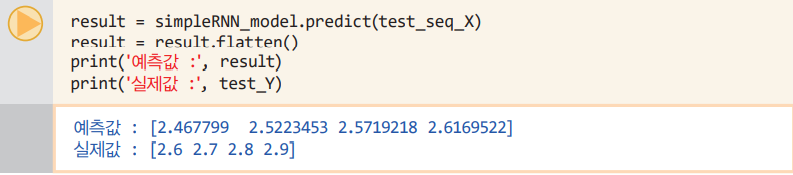 result = simpleRNN_model.predict(test_seq_X)
result = result.flatten()
print('예측값 :', result)
print('실제값 :', test_Y)
예측값 : [2.467799  2.5223453 2.5719218 2.6169522]
실제값 : [2.6 2.7 2.8 2.9]